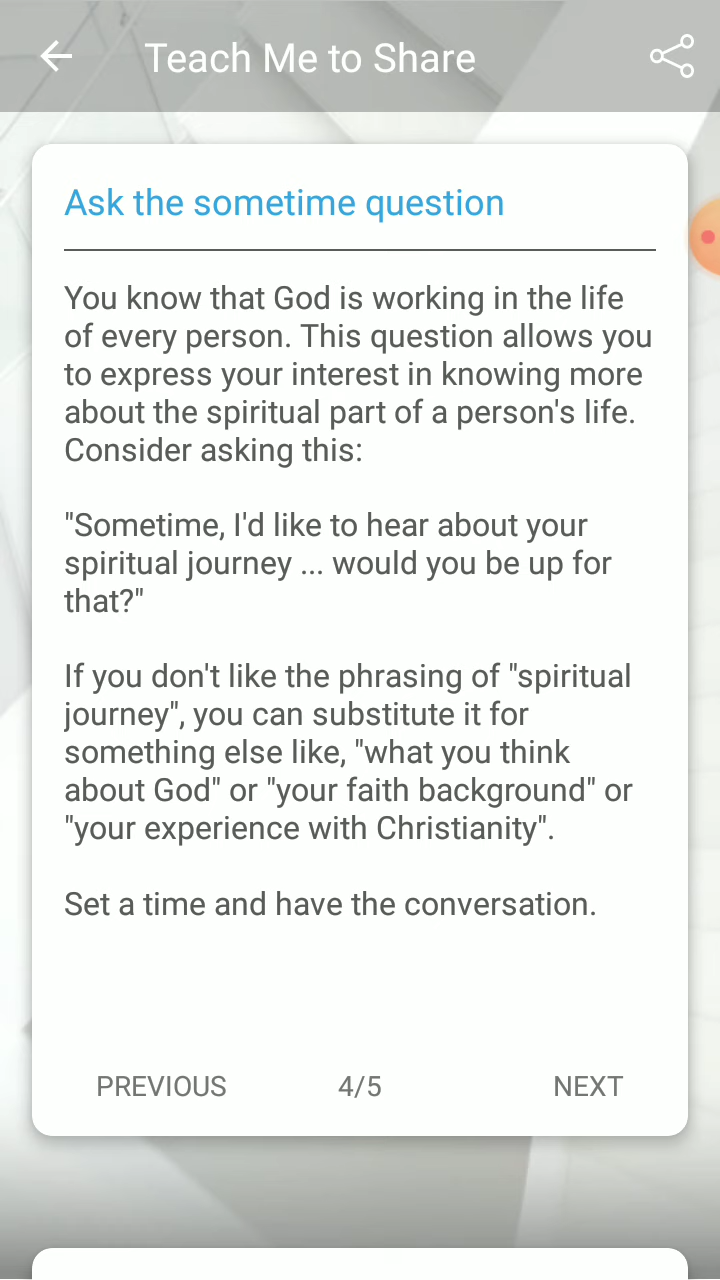 Teach Me to Share
Ask the sometime question
You know that God is working in the life
of every person. This question allows you
to express your interest in knowing more
about the spiritual part of a person's life.
Consider asking this:
"Sometime, I'd like to hear about your
spiritual journey ... would you be up for
that?"
If you don't like the phrasing of "spiritual
journey", you can substitute it for
something else like, "what you think
about God" or "your faith background" or
"your experience with Christianity".
Set a time and have the conversation.
PREVIOUS 4/5 NEXT